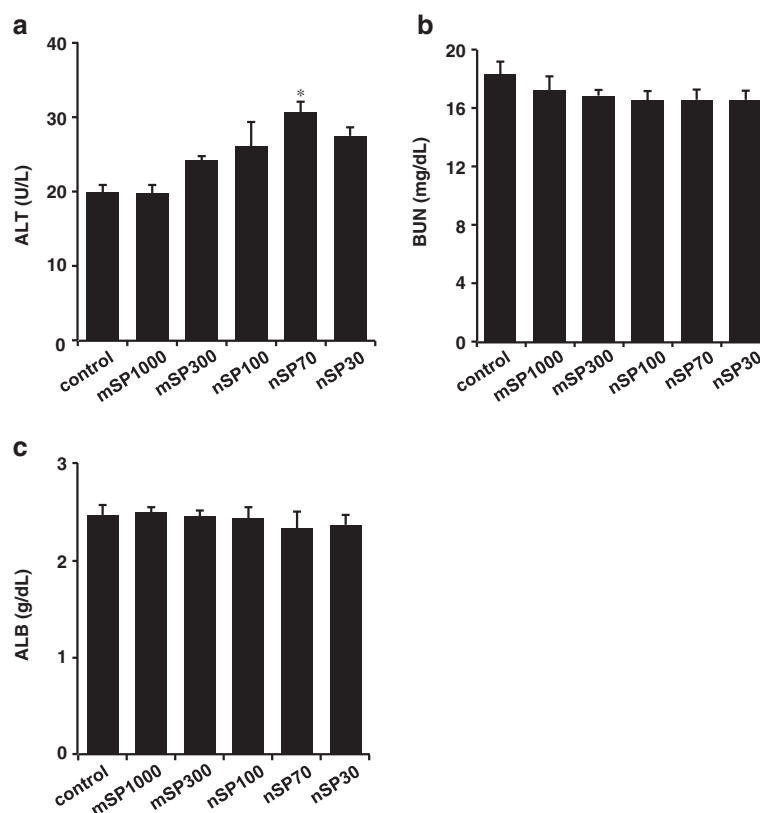 a
ALT (U/L)
40
30
20
10
0
*
control
mSP1000
mSP300
nSP100
nSP70
nSP30
b
BUN (mg/dL)
20
16
12
8
4
0
control
mSP1000
mSP300
nSP100
nSP70
nSP30
c
ALB (g/dL)
3
2
1
0
control
mSP1000
mSP300
nSP100
nSP70
nSP30